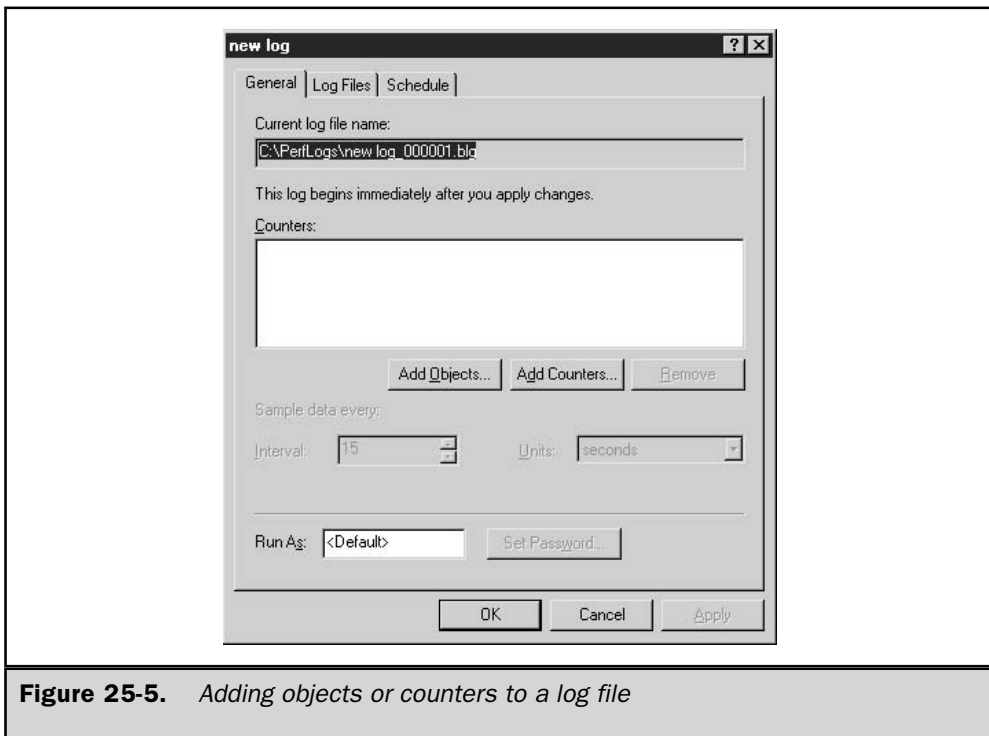 new log
General Log Files Schedule
Current log file name:
C:\PerfLogs\new log_000001.blg
This log begins immediately after you apply changes.
Counters:
Add Objects... Add Counters... Remove
Sample data every:
Interval: 15 Units: seconds
Run As: <Default> Set Password...
OK Cancel Apply
Figure 25-5. Adding objects or counters to a log file